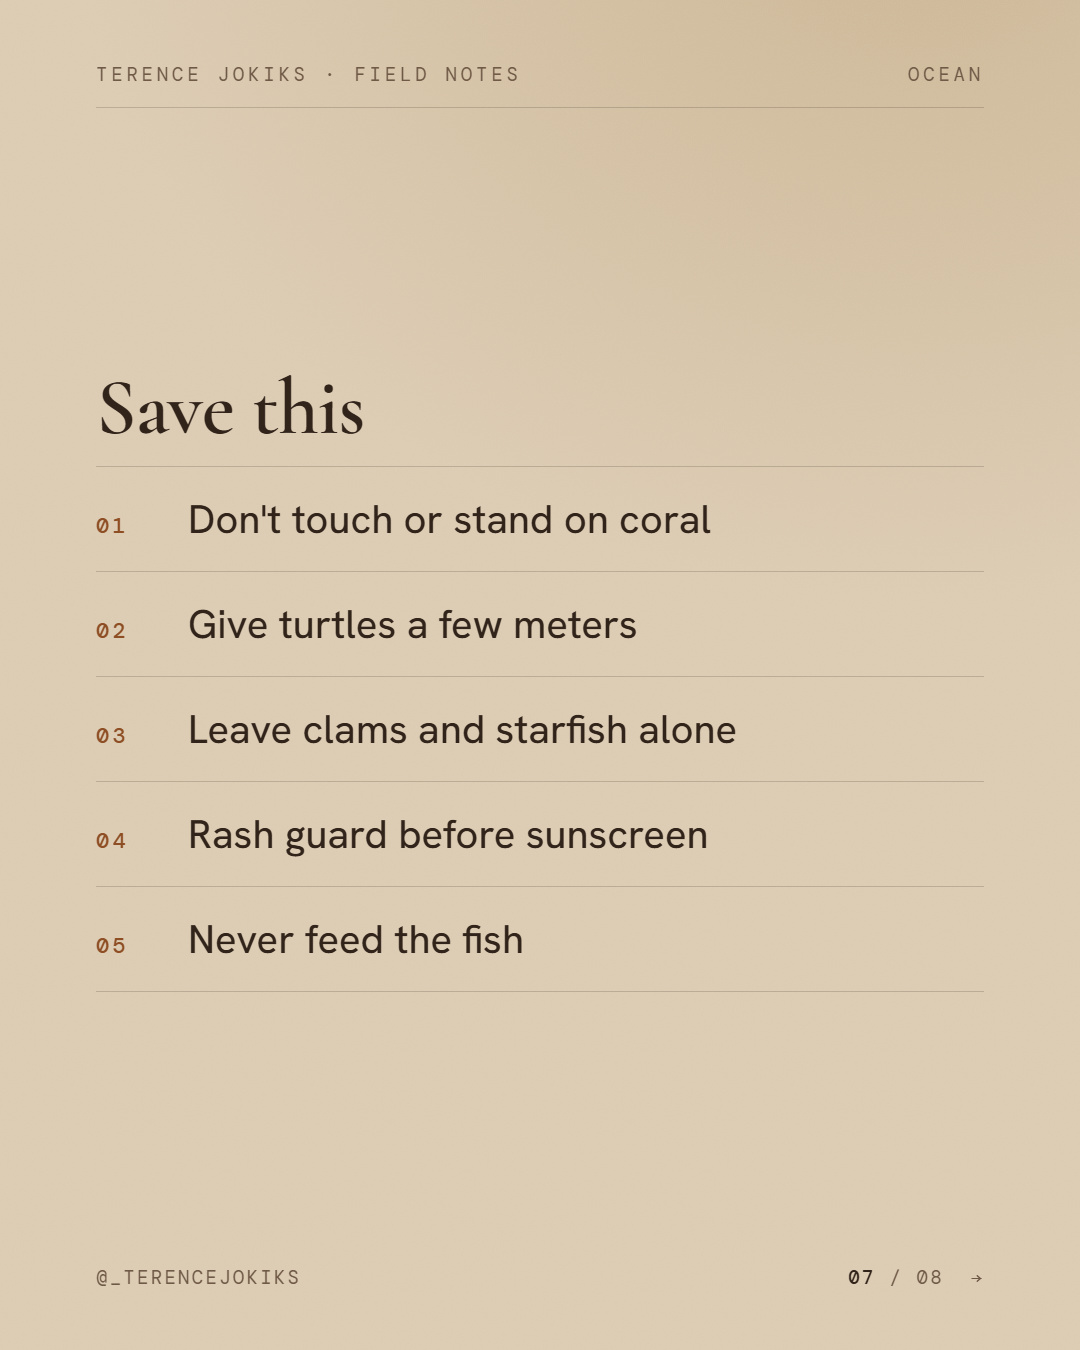 TERENCE JOKIKS · FIELD NOTES
OCEAN
Save this
01 Don't touch or stand on coral
02 Give turtles a few meters
03 Leave clams and starfish alone
04 Rash guard before sunscreen
05 Never feed the fish
@_TERENCEJOKIKS
07 / 08 →